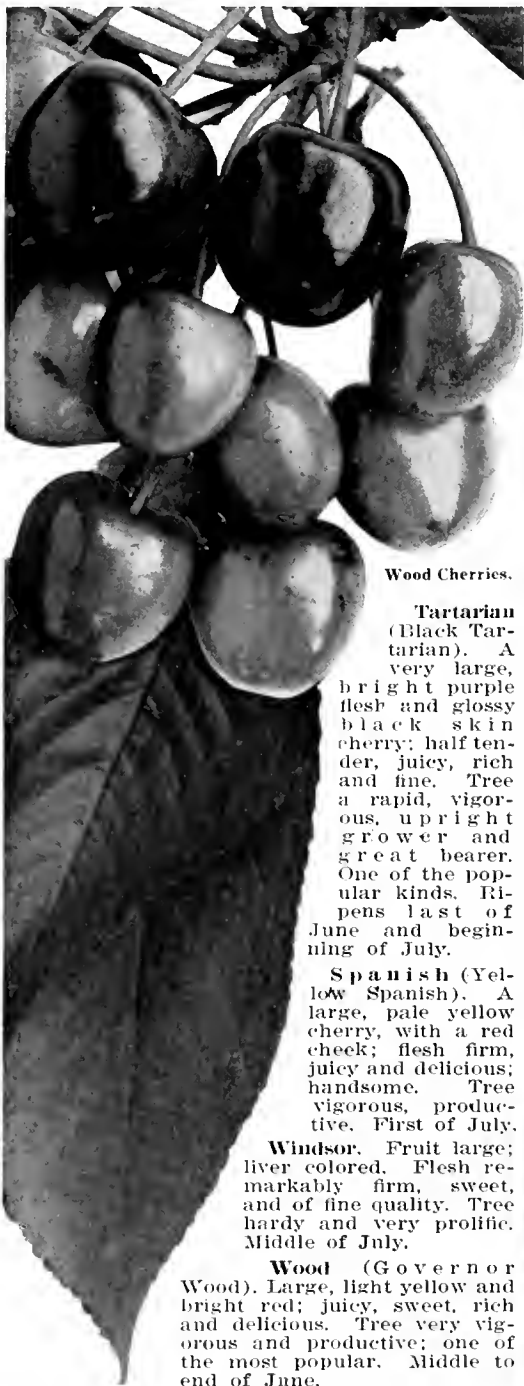 Wood Cherries.
Tartarian
(Black Tar-
tarian). A
very large,
bright purple
flesh and glossy
black skin
cherry; half ten-
der, juicy, rich
and fine. Tree
a rapid, vigor-
ous, upright
grower and
great bearer.
One of the pop-
ular kinds. Ri-
pens last of
June and begin-
ning of July.
Spanish (Yel-
low Spanish). A
large, pale yellow
cherry, with a red
cheek; flesh firm,
juicy and delicious;
handsome. Tree
vigorous, produc-
tive. First of July.
Windsor. Fruit large;
liver colored. Flesh re-
markably firm, sweet,
and of fine quality. Tree
hardy and very prolific.
Middle of July.
Wood (Governor
Wood). Large, light yellow and
bright red; juicy, sweet, rich
and delicious. Tree very vig-
orous and productive; one of
the most popular. Middle to
end of June.